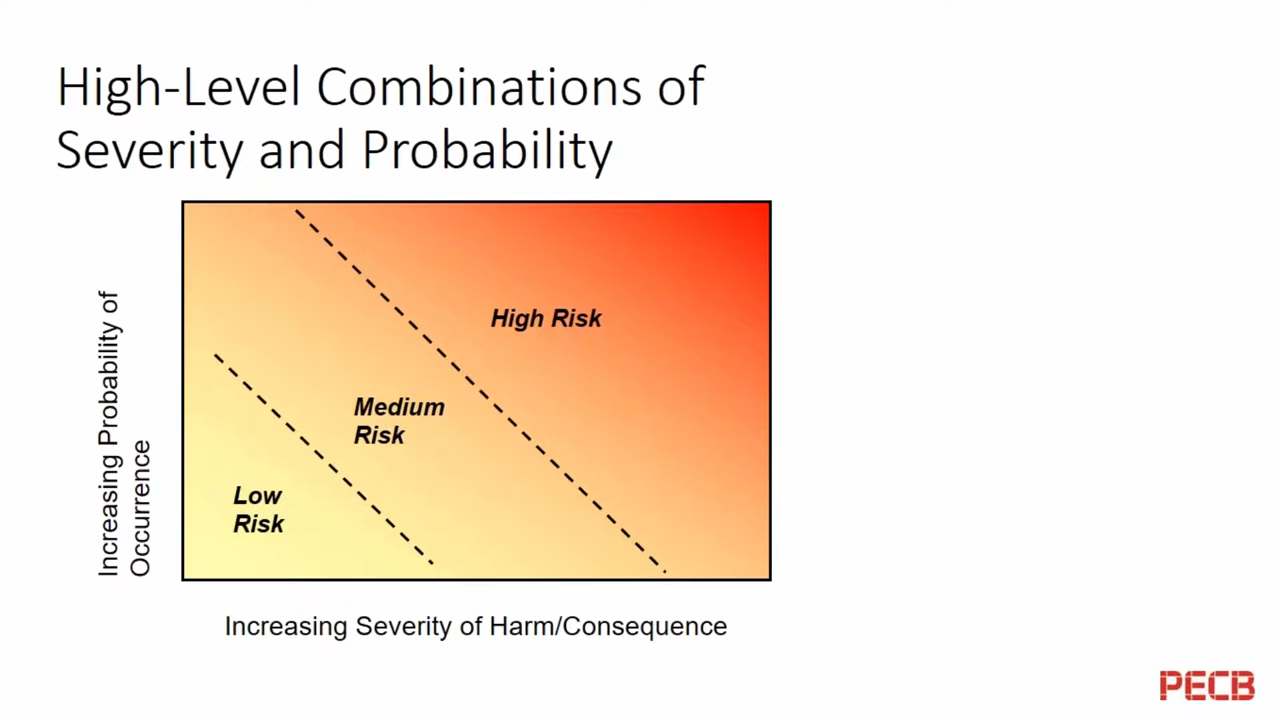 High-Level Combinations of
Severity and Probability
High Risk
Medium
Risk
Low
Risk
Increasing Probability of
Occurrence
Increasing Severity of Harm/Consequence
PECB